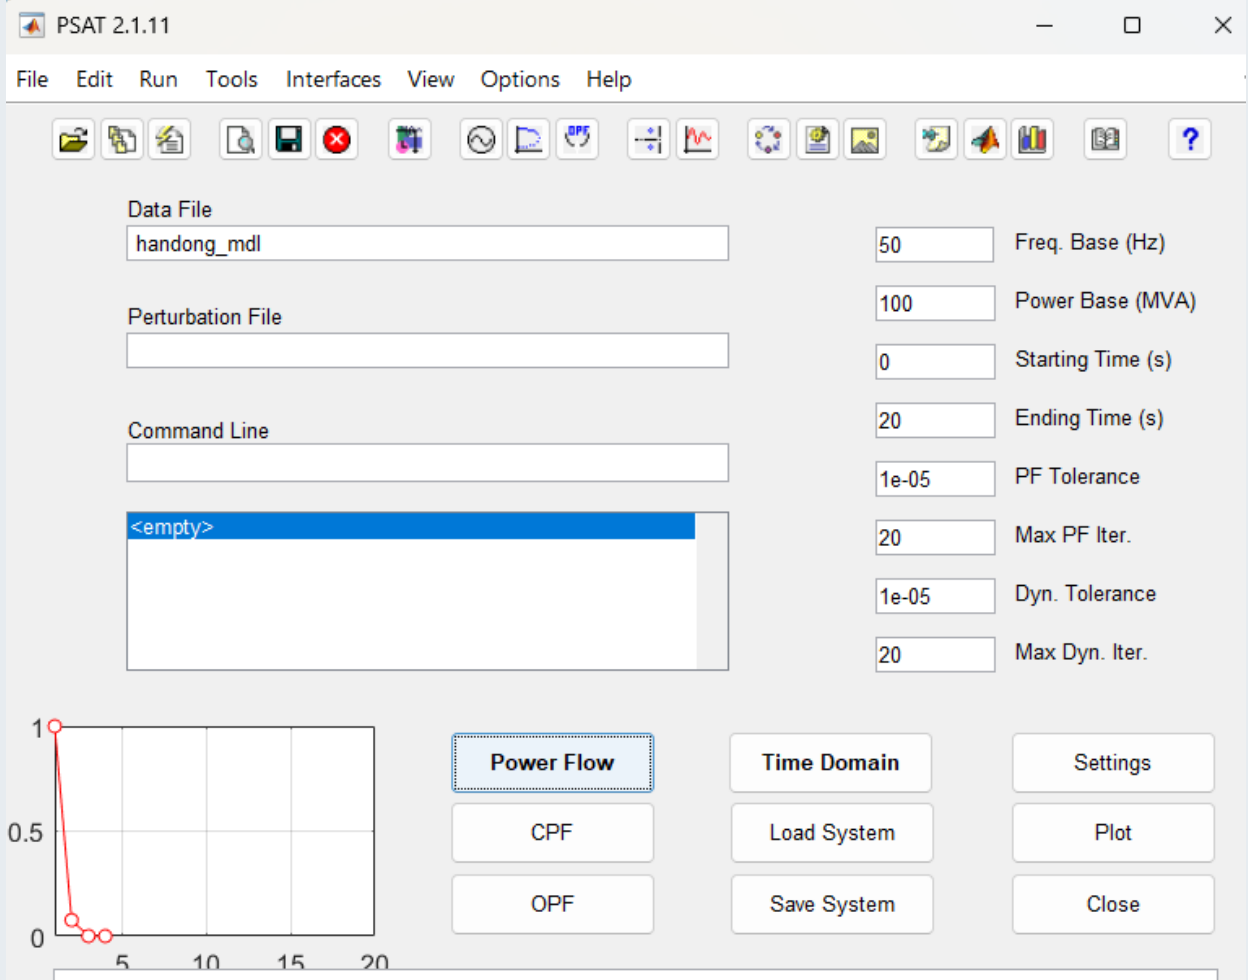 PSAT 2.1.11
File Edit Run Tools Interfaces View Options Help
OPF
?
Data File
handong_mdl
Perturbation File
Command Line
<empty>
50 Freq. Base (Hz)
100 Power Base (MVA)
0 Starting Time (s)
20 Ending Time (s)
1e-05 PF Tolerance
20 Max PF Iter.
1e-05 Dyn. Tolerance
20 Max Dyn. Iter.
1
0.5
0
5 10 15 20
Power Flow Time Domain Settings
CPF Load System Plot
OPF Save System Close